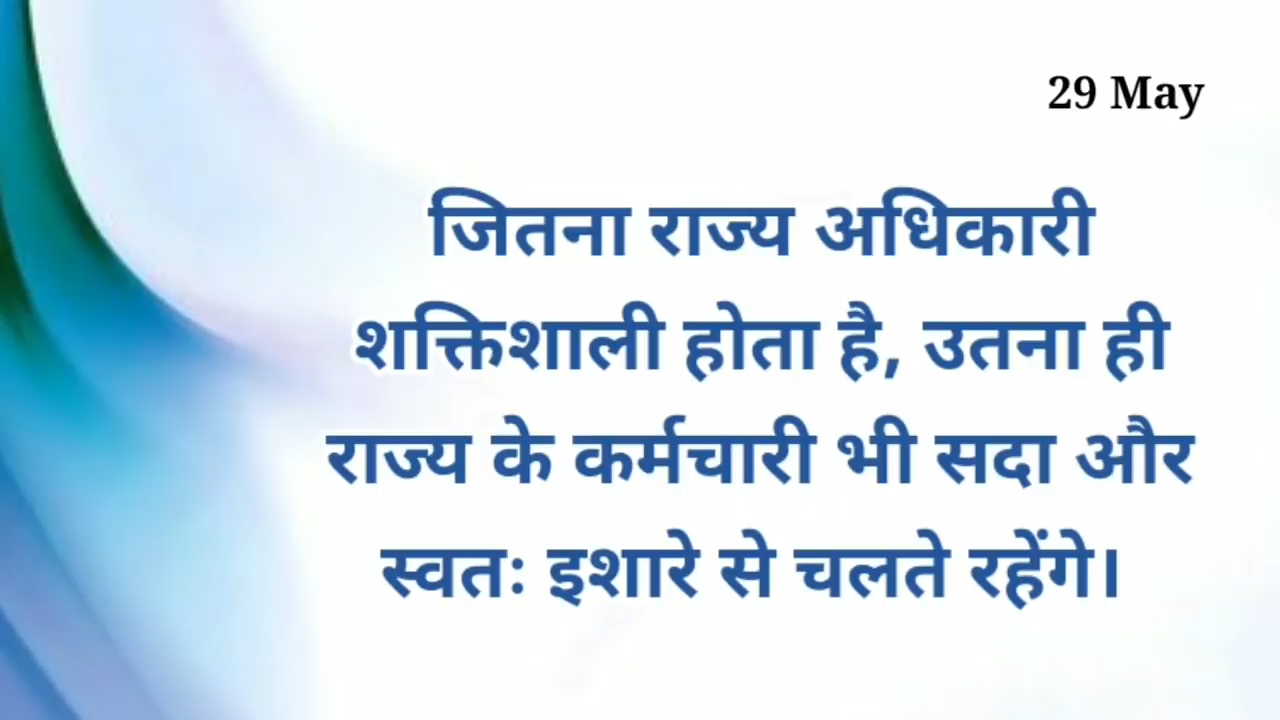 29 May
जितना राज्य अधिकारी
शक्तिशाली होता है, उतना ही
राज्य के कर्मचारी भी सदा और
स्वतः इशारे से चलते रहेंगे।